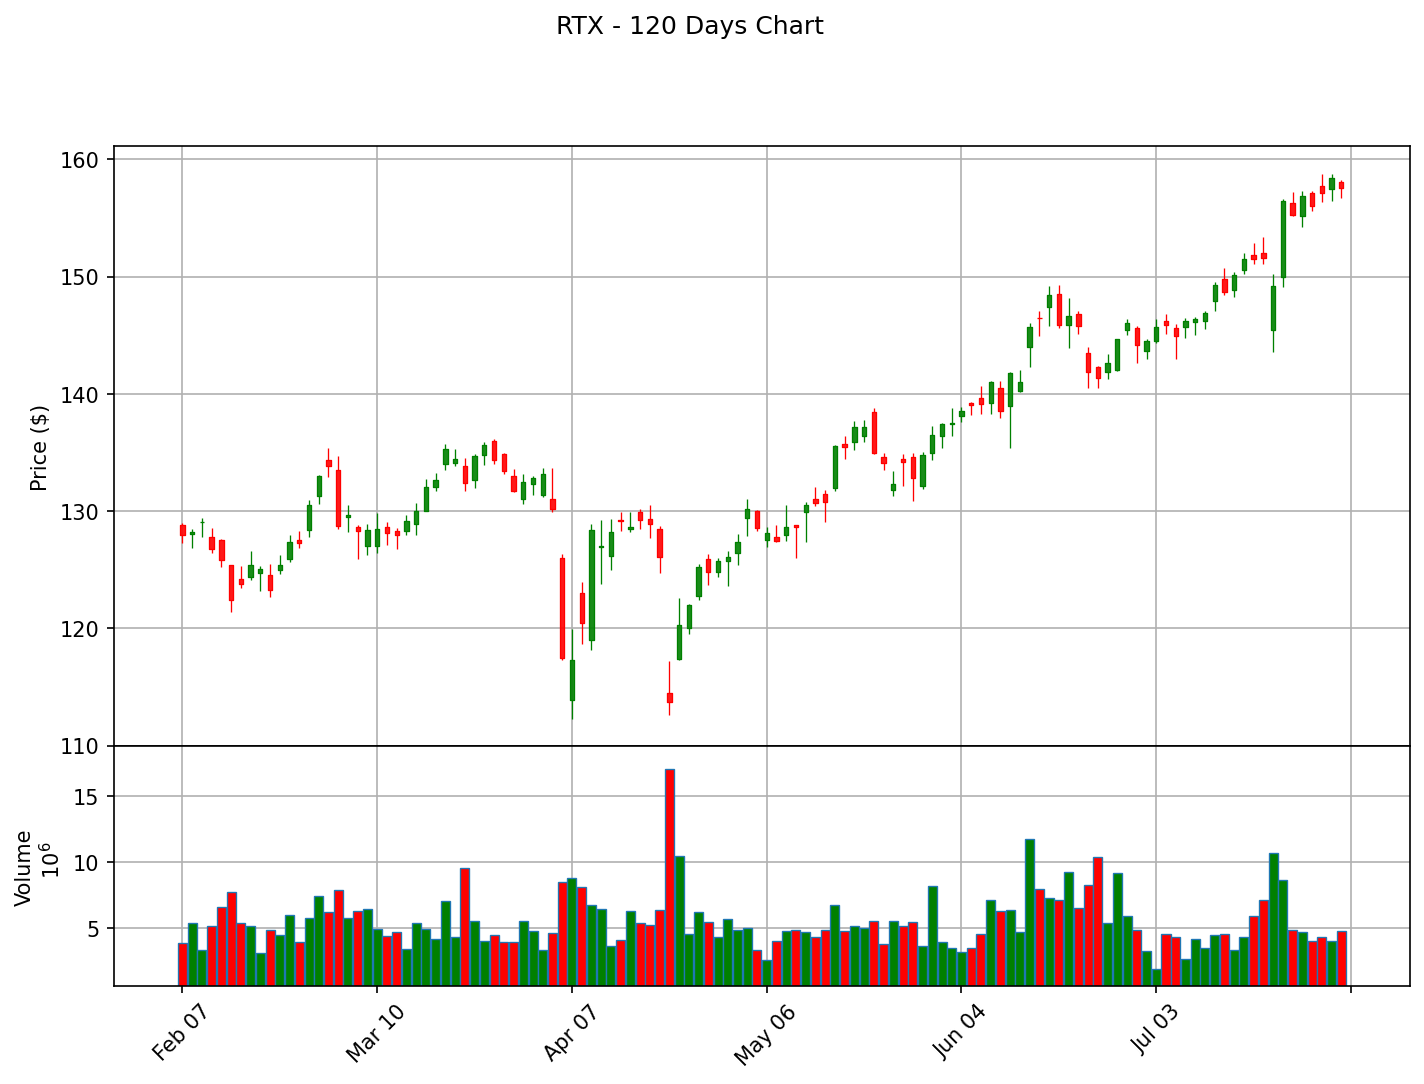 RTX - 120 Days Chart
160
150
140
130
120
110
Price ($)
15
10
5
Volume
10^6
Feb 07
Mar 10
Apr 07
May 06
Jun 04
Jul 03